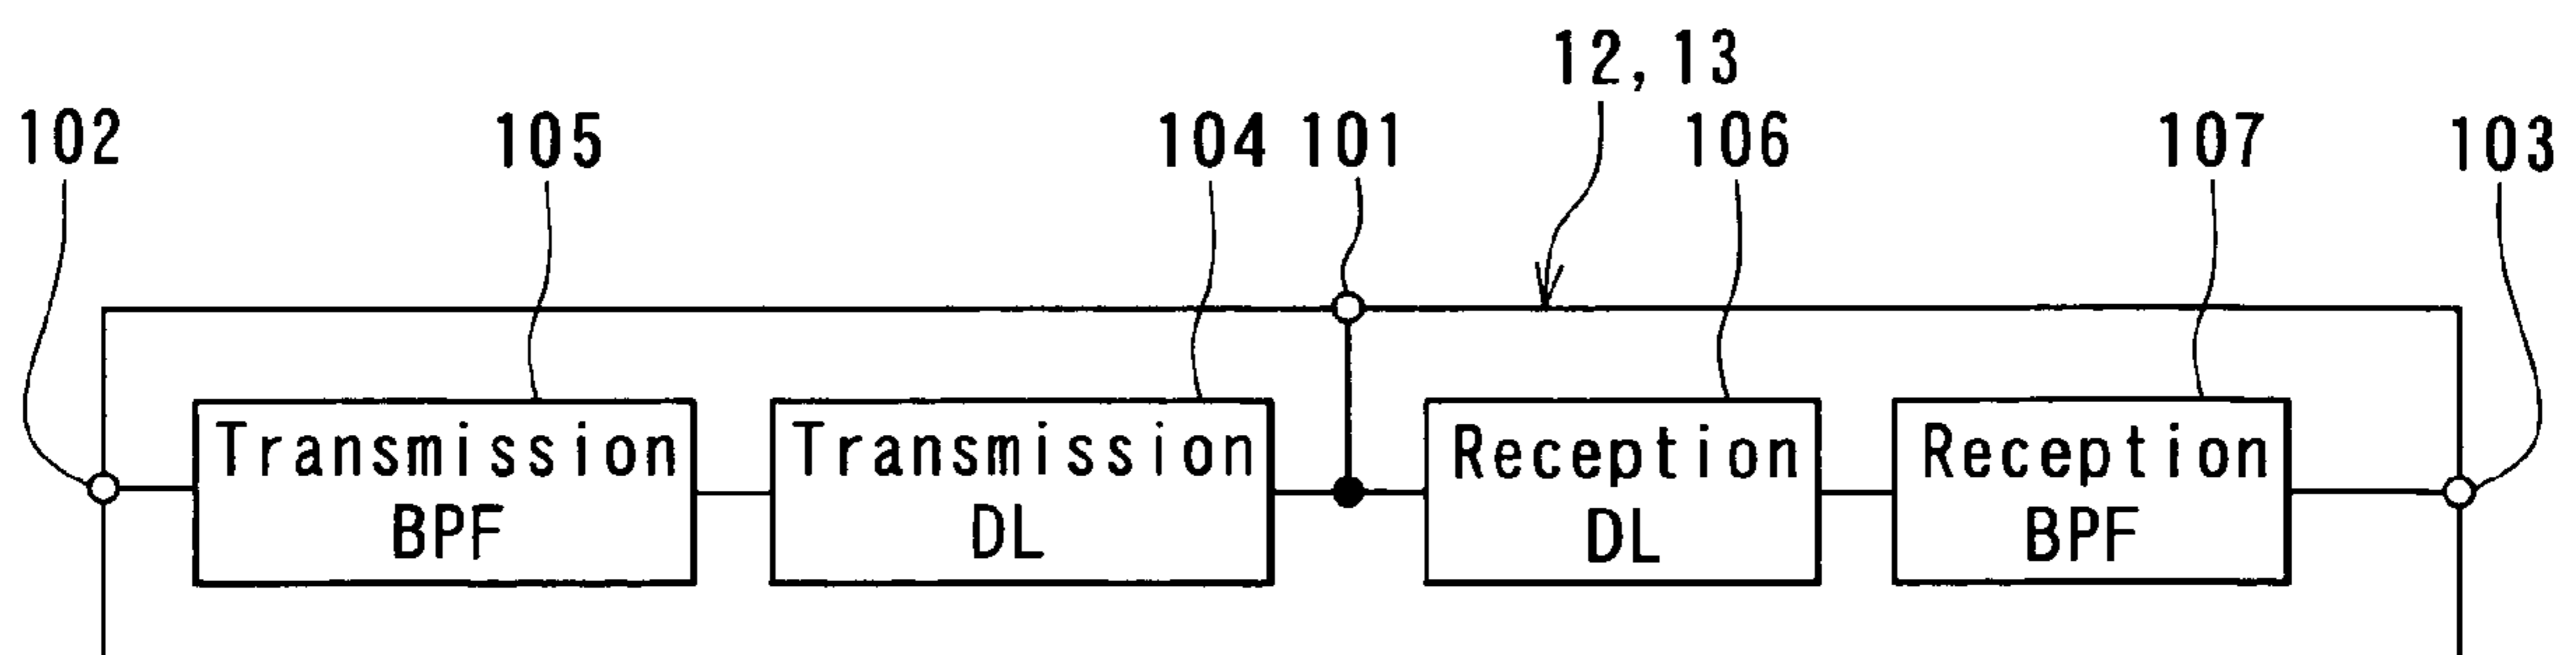 12, 13
102 105 104 101 106 107 103
Transmission Transmission Reception Reception
BPF DL DL BPF